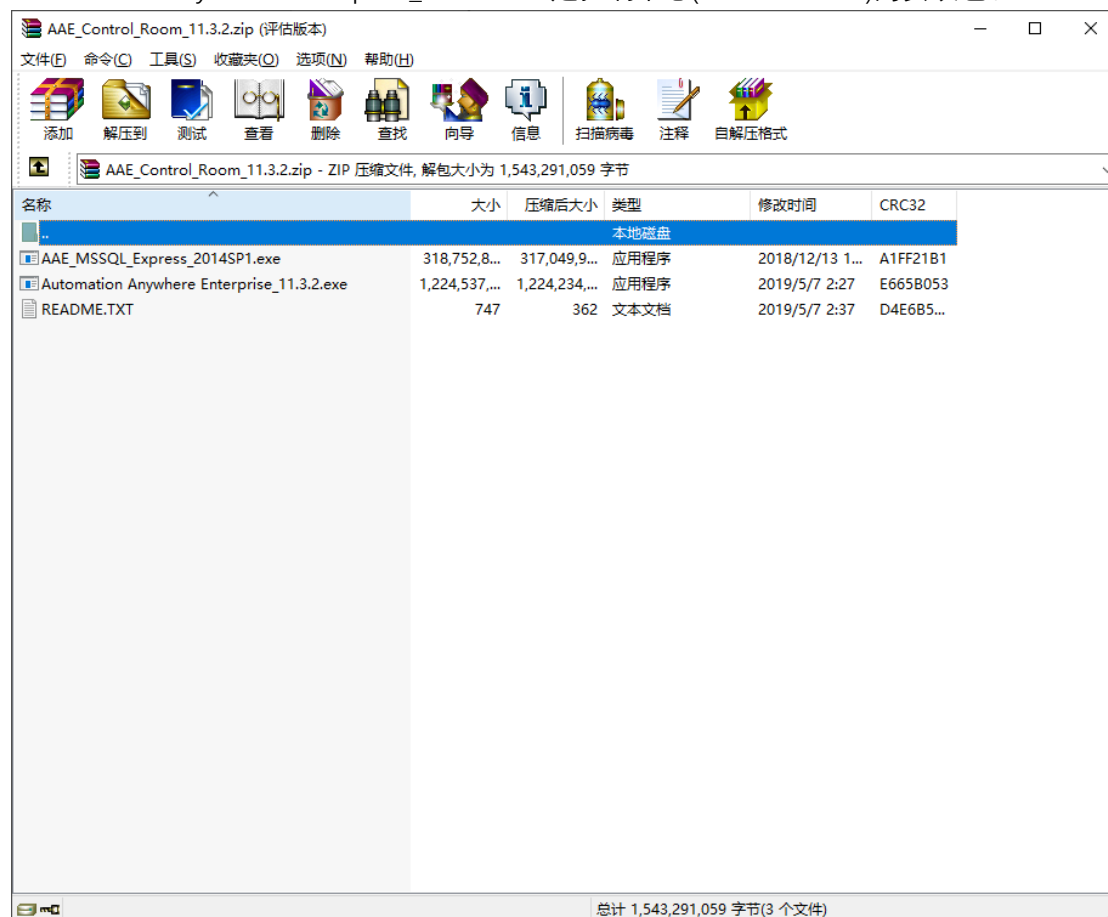 AAE_Control_Room_11.3.2.zip (评估版本)
文件(F) 命令(C) 工具(S) 收藏夹(O) 选项(N) 帮助(H)
添加 解压到 测试 查看 删除 查找 向导 信息 扫描病毒 注释 自解压格式
AAE_Control_Room_11.3.2.zip - ZIP 压缩文件, 解包大小为 1,543,291,059 字节
名称 大小 压缩后大小 类型 修改时间 CRC32
.. 本地磁盘
AAE_MSSQL_Express_2014SP1.exe 318,752,8... 317,049,9... 应用程序 2018/12/13 1... A1FF21B1
Automation Anywhere Enterprise_11.3.2.exe 1,224,537,... 1,224,234,... 应用程序 2019/5/7 2:27 E665B053
README.TXT 747 362 文本文档 2019/5/7 2:37 D4E6B5...
总计 1,543,291,059 字节(3 个文件)